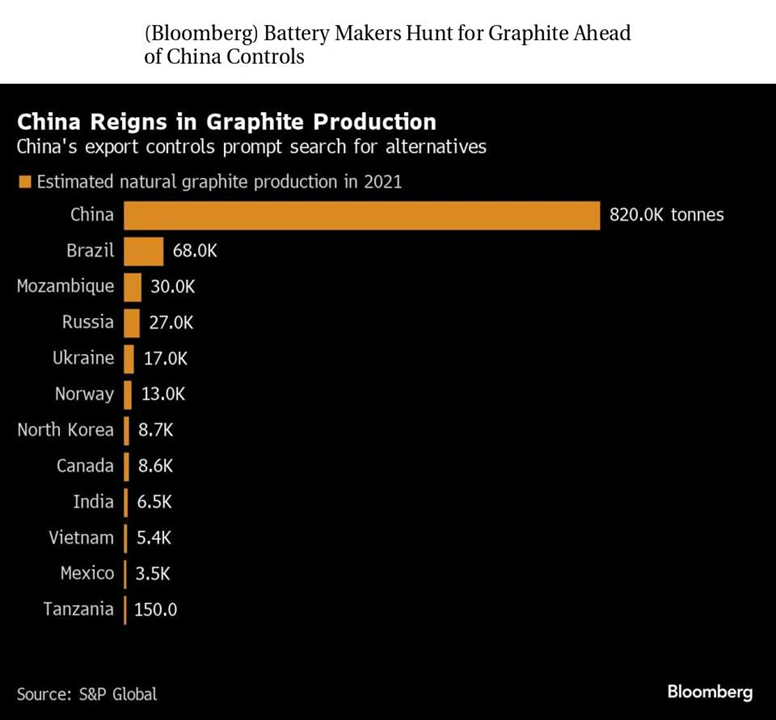 (Bloomberg) Battery Makers Hunt for Graphite Ahead
of China Controls
China Reigns in Graphite Production
China's export controls prompt search for alternatives
Estimated natural graphite production in 2021
China 820.0K tonnes
Brazil 68.0K
Mozambique 30.0K
Russia 27.0K
Ukraine 17.0K
Norway 13.0K
North Korea 8.7K
Canada 8.6K
India 6.5K
Vietnam 5.4K
Mexico 3.5K
Tanzania 150.0
Source: S&P Global Bloomberg